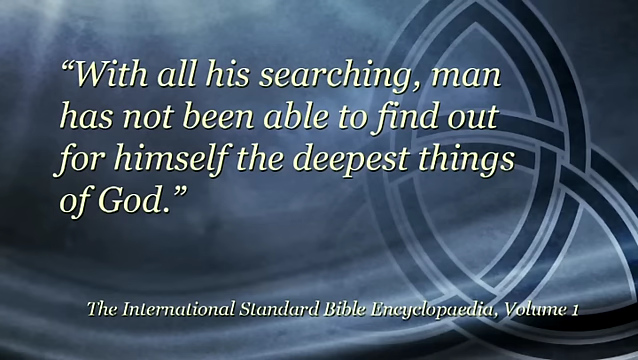 “With all his searching, man
has not been able to find out
for himself the deepest things
of God.”
The International Standard Bible Encyclopaedia, Volume 1